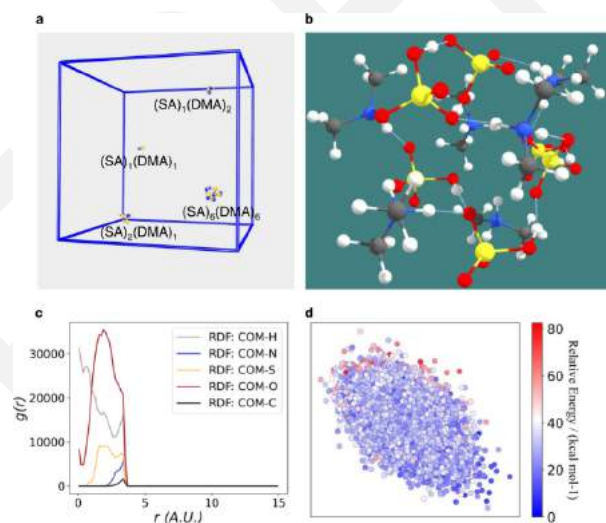 a
b
(SA)₁(DMA)₂
(SA)₁(DMA)₁
(SA)₆(DMA)₆
(SA)₂(DMA)₁
c
d
RDF: COM-H
RDF: COM-N
RDF: COM-S
RDF: COM-O
RDF: COM-C
30000
20000
10000
0
g(r)
0
5
10
15
r (A.U.)
80
60
40
20
0
Relative Energy / (kcal mol-1)